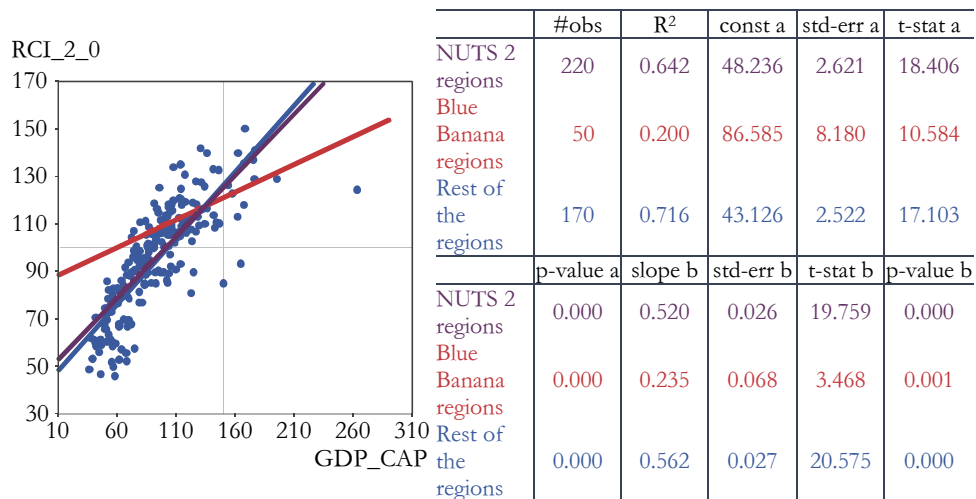 RCI_2_0
170
150
130
110
90
70
50
30
10 60 110 160 210 260 310
GDP_CAP
#obs R² const a std-err a t-stat a
NUTS 2
regions 220 0.642 48.236 2.621 18.406
Blue
Banana 50 0.200 86.585 8.180 10.584
regions
Rest of
the 170 0.716 43.126 2.522 17.103
regions
p-value a slope b std-err b t-stat b p-value b
NUTS 2
regions 0.000 0.520 0.026 19.759 0.000
Blue
Banana 0.000 0.235 0.068 3.468 0.001
regions
Rest of
the 0.000 0.562 0.027 20.575 0.000
regions